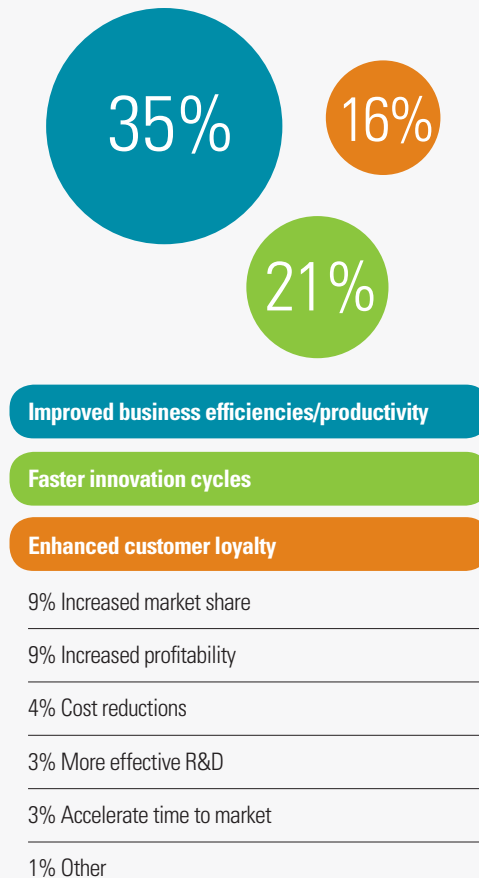 35%
16%
21%
Improved business efficiencies/productivity
Faster innovation cycles
Enhanced customer loyalty
9% Increased market share
9% Increased profitability
4% Cost reductions
3% More effective R&D
3% Accelerate time to market
1% Other